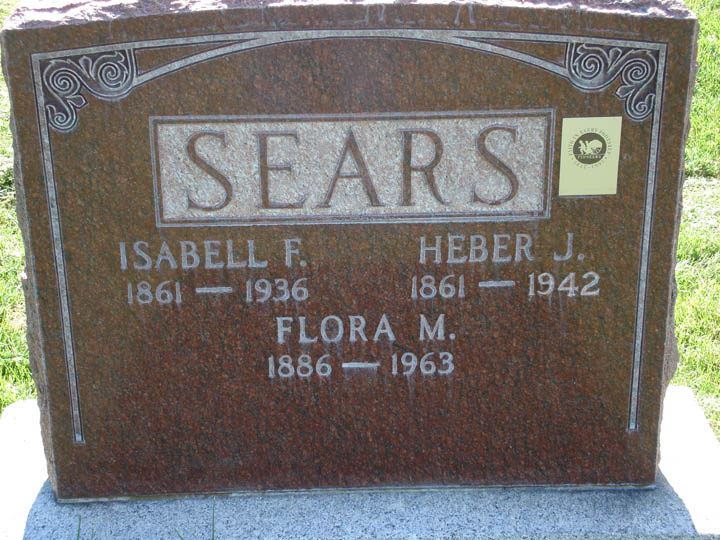 SEARS
ISABELL F. HEBER J.
1861 — 1936 1861 — 1942
FLORA M.
1886 — 1963